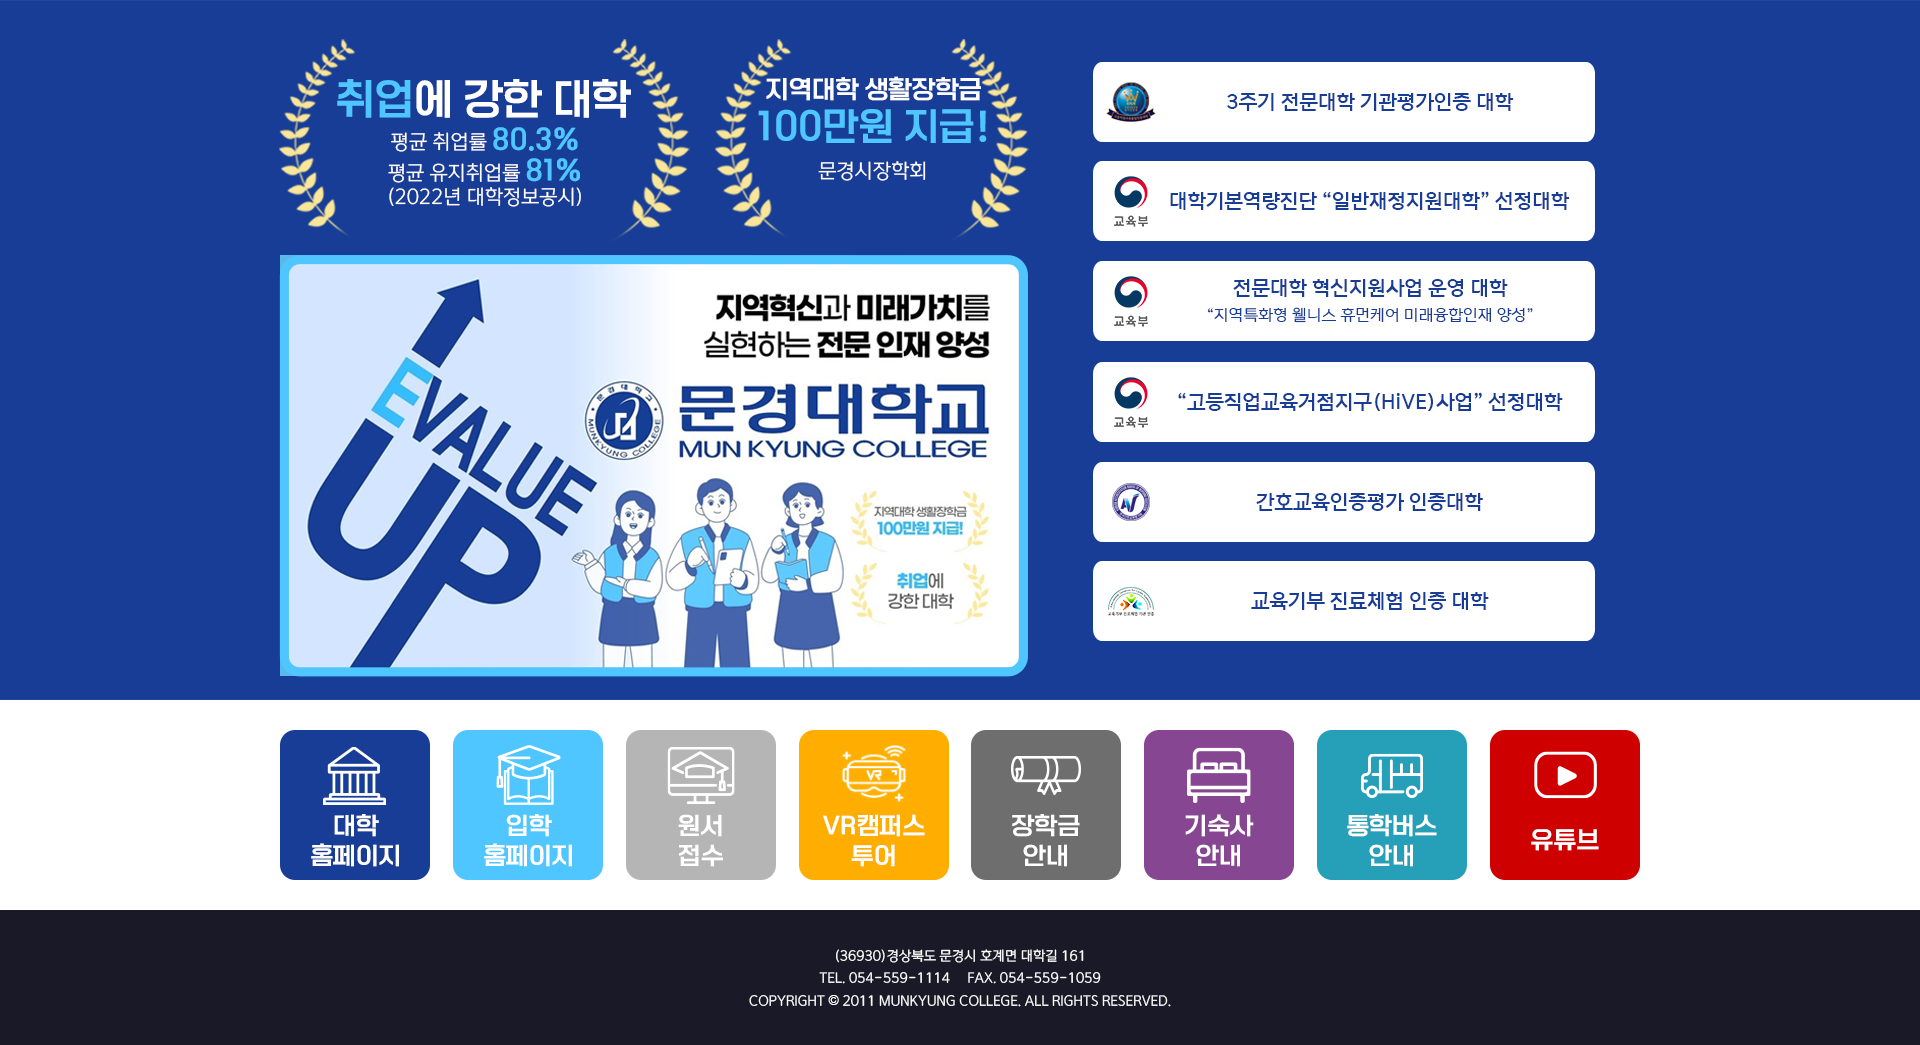 취업에 강한 대학
평균 취업률 80.3%
평균 유지취업률 81%
(2022년 대학정보공시)
지역대학 생활장학금
100만원 지급!
문경시장학회
3주기 전문대학 기관평가인증 대학
교육부
대학기본역량진단 “일반재정지원대학” 선정대학
교육부
전문대학 혁신지원사업 운영 대학
“지역특화형 웰니스 휴먼케어 미래융합인재 양성”
교육부
“고등직업교육거점지구(HiVE)사업” 선정대학
간호교육인증평가 인증대학
교육기부 진료체험 인증 대학
EVALUE
UP
지역혁신과 미래가치를
실현하는 전문 인재 양성
문경대학교
MUNKYUNG COLLEGE
문경대학교
MUN KYUNG COLLEGE
지역대학 생활장학금
100만원 지급!
취업에
강한 대학
대학
홈페이지
입학
홈페이지
원서
접수
VR
VR캠퍼스
투어
장학금
안내
기숙사
안내
통학버스
안내
유튜브
(36930)경상북도 문경시 호계면 대학길 161
TEL. 054-559-1114 FAX. 054-559-1059
COPYRIGHT © 2011 MUNKYUNG COLLEGE. ALL RIGHTS RESERVED.